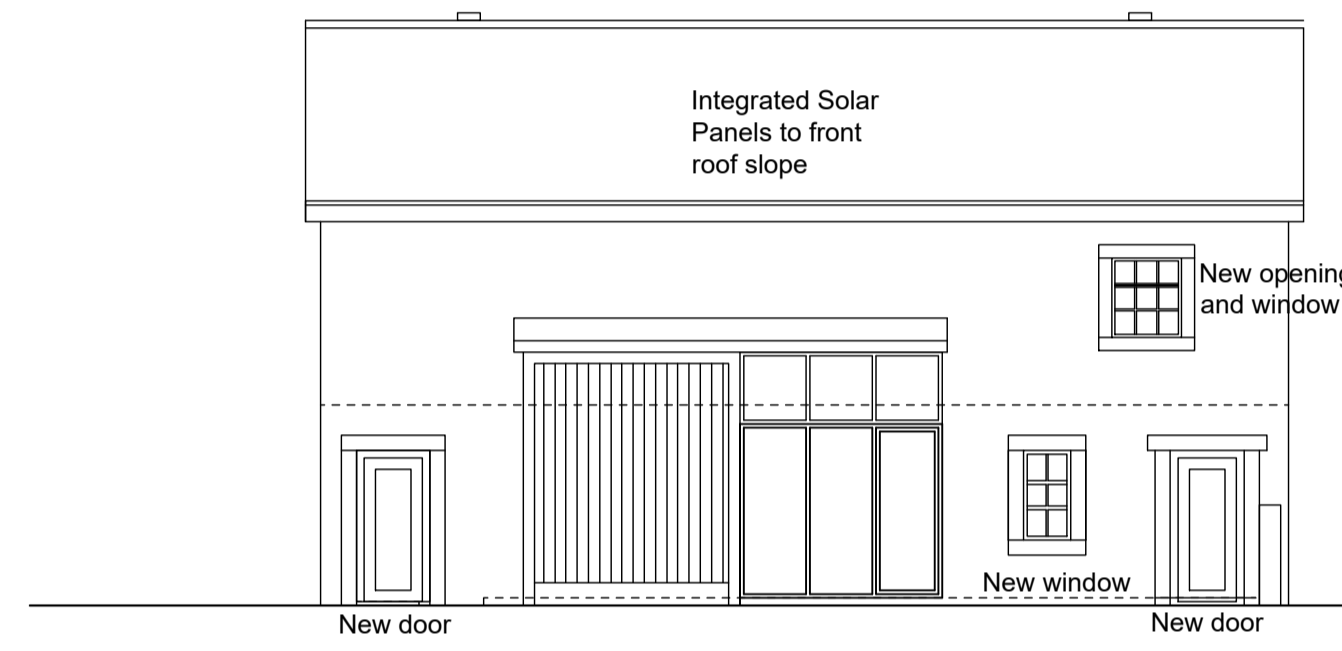 Integrated Solar
Panels to front
roof slope
New opening
and window
New window
New door
New door